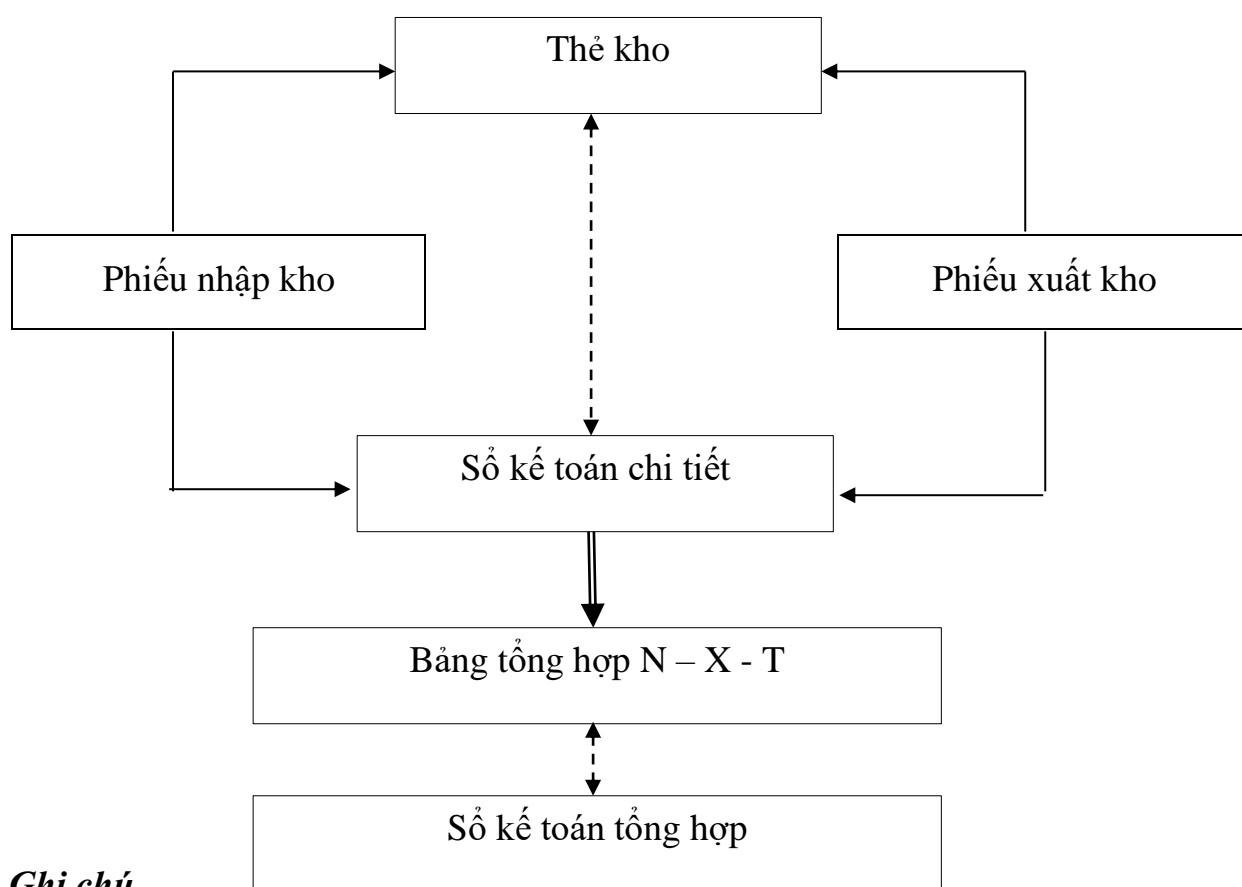 Thẻ kho
Phiếu nhập kho
Phiếu xuất kho
Sổ kế toán chi tiết
Bảng tổng hợp N – X - T
Sổ kế toán tổng hợp
Ghi chú